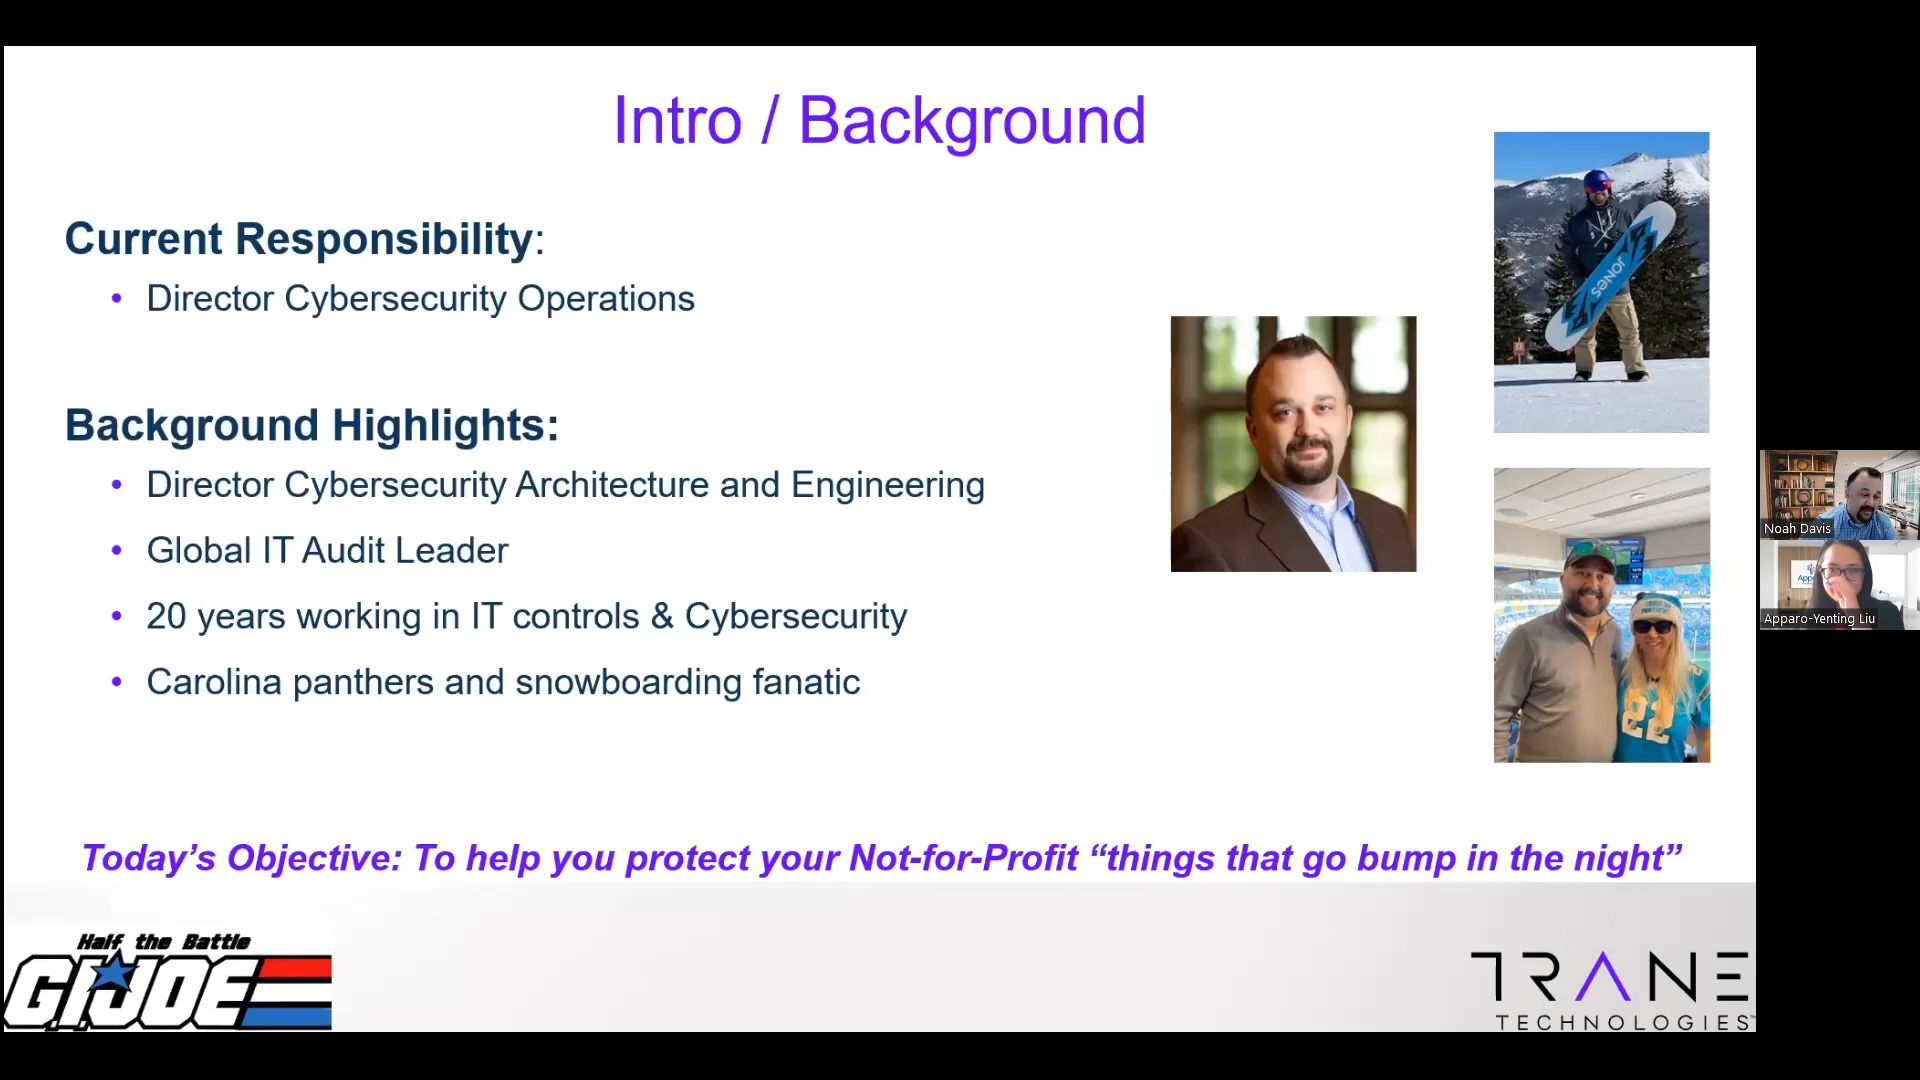 Intro / Background
Current Responsibility:
• Director Cybersecurity Operations
Background Highlights:
• Director Cybersecurity Architecture and Engineering
• Global IT Audit Leader
• 20 years working in IT controls & Cybersecurity
• Carolina panthers and snowboarding fanatic
JONES
22
Noah Davis
Apparo-Yenting Liu
Today’s Objective: To help you protect your Not-for-Profit “things that go bump in the night”
Half the Battle
G.I.JOE
TRANE
TECHNOLOGIES